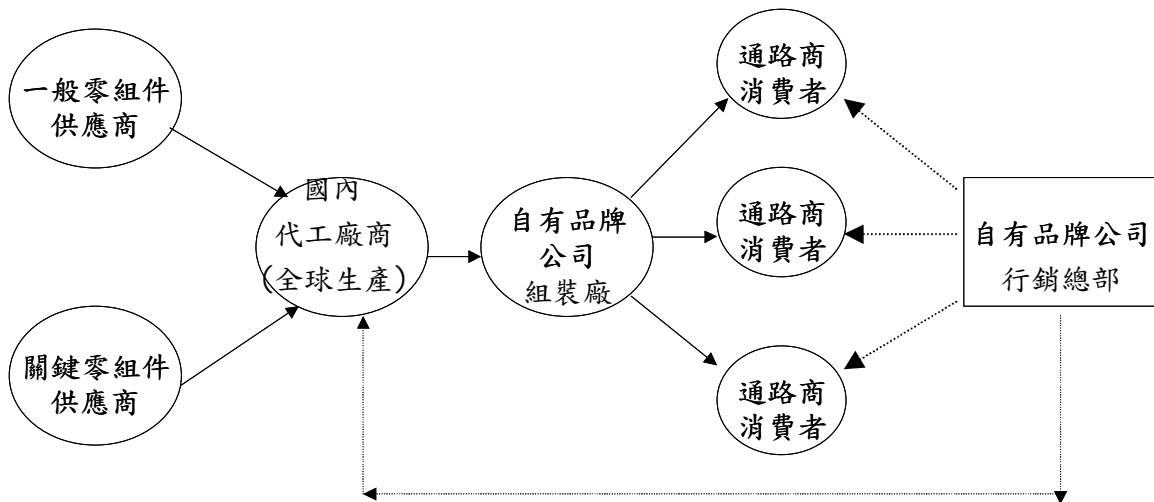 一般零組件
供應商
關鍵零組件
供應商
國內
代工廠商
(全球生產)
自有品牌
公司
組裝廠
通路商
消費者
通路商
消費者
通路商
消費者
自有品牌公司
行銷總部